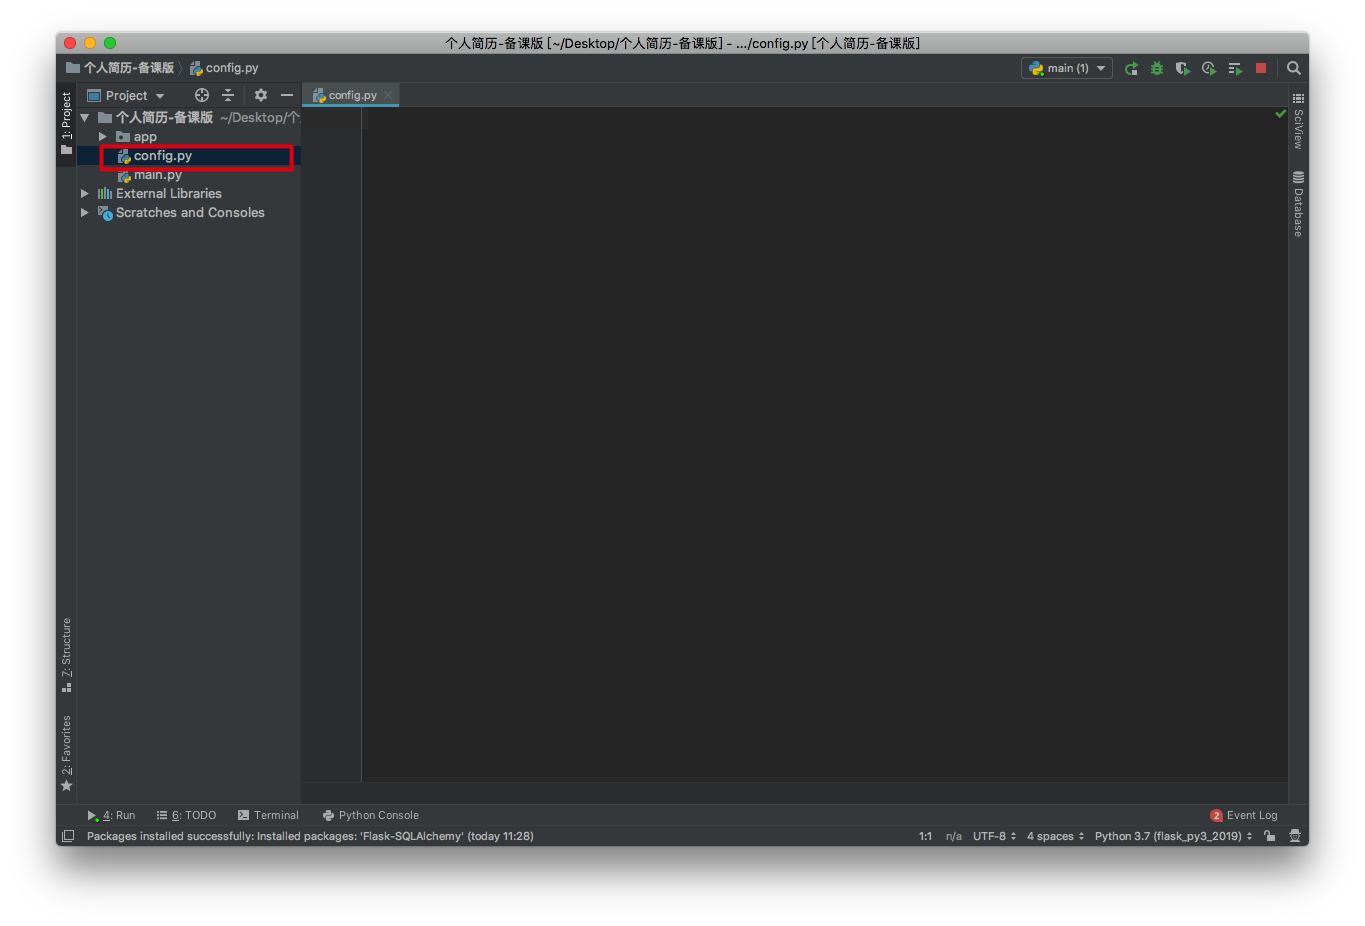 个人简历-备课版 [~/Desktop/个人简历-备课版] - .../config.py [个人简历-备课版]
个人简历-备课版 config.py main (1)
1: Project
Project
config.py
个人简历-备课版 ~/Desktop/个
app
config.py
main.py
External Libraries
Scratches and Consoles
SciView
Database
Z: Structure
2: Favorites
4: Run 6: TODO Terminal Python Console 2 Event Log
Packages installed successfully: Installed packages: 'Flask-SQLAlchemy' (today 11:28) 1:1 n/a UTF-8 4 spaces Python 3.7 (flask_py3_2019)